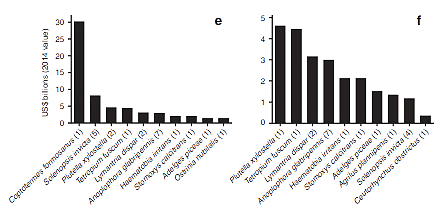 e
US$ billions (2014 value)
30
25
20
15
10
5
0
Coptotermes formosanus (1)
Solenopsis invicta (5)
Plutella xylostella (2)
Tetropium fuscum (1)
Lymantria dispar (2)
Anoplophora glabripennis (7)
Haematobia irritans (1)
Stomoxys calcitrans (1)
Adelges piceae (1)
Ostrinia nubilalis (1)
f
5
4
3
2
1
0
Plutella xylostella (1)
Tetropium fuscum (1)
Lymantria dispar (2)
Anoplophora glabripennis (7)
Haematobia irritans (1)
Stomoxys calcitrans (1)
Adelges piceae (1)
Agrilus planipennis (1)
Solenopsis invicta (4)
Ceutorhynchus obstrictus (1)